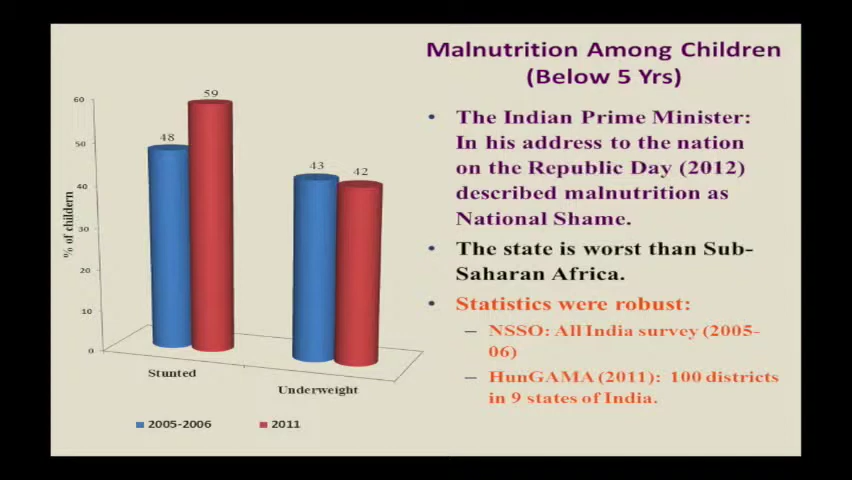 Malnutrition Among Children
(Below 5 Yrs)
• The Indian Prime Minister:
In his address to the nation
on the Republic Day (2012)
described malnutrition as
National Shame.
• The state is worst than Sub-
Saharan Africa.
• Statistics were robust:
– NSSO: All India survey (2005-
06)
– HunGAMA (2011): 100 districts
in 9 states of India.
% of childern
60
50
40
30
20
10
0
48
59
43
42
Stunted
Underweight
2005-2006
2011